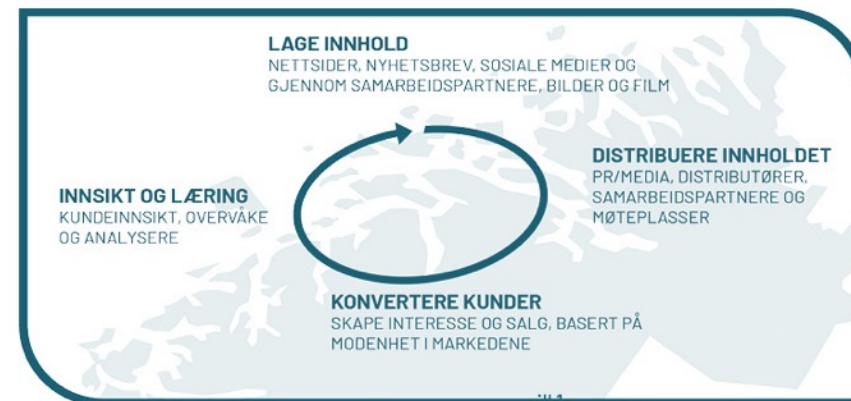 LAGE INNHOLD
NETTSIDER, NYHETSBREV, SOSIALE MEDIER OG
GJENNOM SAMARBEIDSPARTNERE, BILDER OG FILM
DISTRIBUERE INNHOLDET
PR/MEDIA, DISTRIBUTØRER,
SAMARBEIDSPARTNERE OG
MØTEPLASSER
KONVERTERE KUNDER
SKAPE INTERESSE OG SALG, BASERT PÅ
MODENHET I MARKEDENE
INNSIKT OG LÆRING
KUNDEINNSIKT, OVERVÅKE
OG ANALYSERE